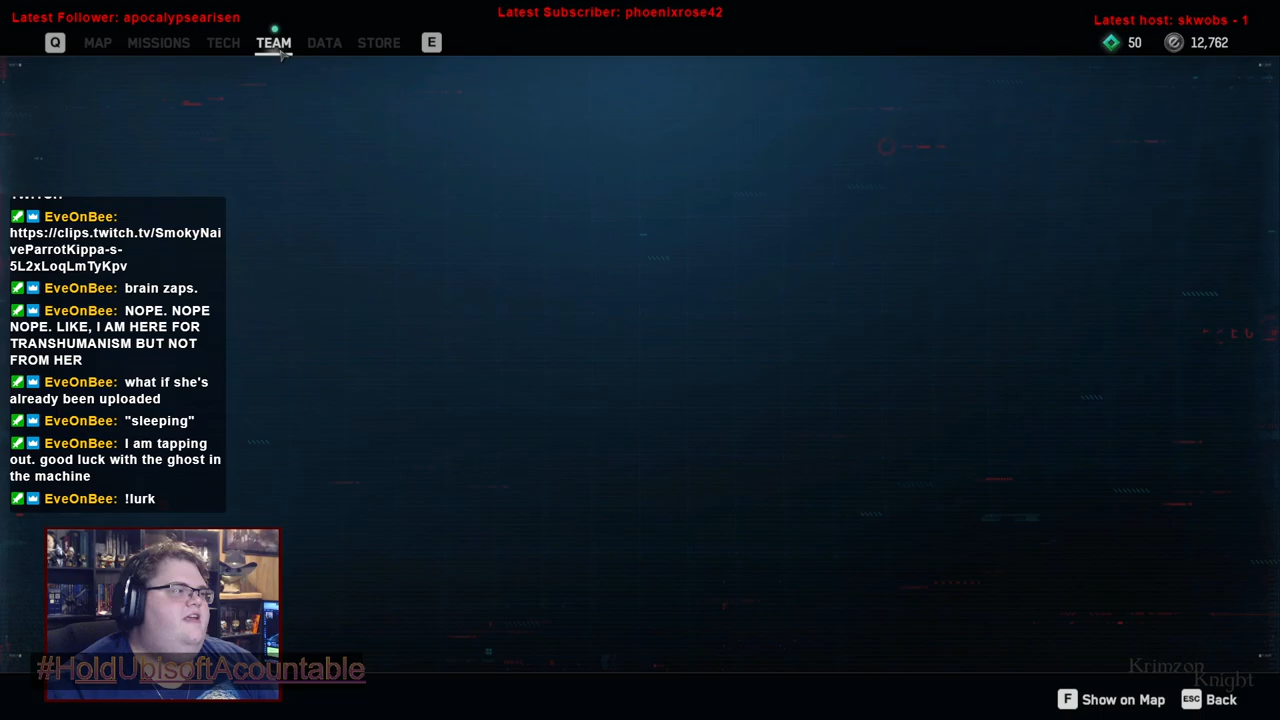 Latest Follower: apocalypsearisen
Latest Subscriber: phoenixrose42
Latest host: skwobs - 1
Q MAP MISSIONS TECH TEAM DATA STORE E
50 12,762
EveOnBee:
https://clips.twitch.tv/SmokyNai
veParrotKippa-s-
5L2xLoqLmTyKpv
EveOnBee: brain zaps.
EveOnBee: NOPE. NOPE
NOPE. LIKE, I AM HERE FOR
TRANSHUMANISM BUT NOT
FROM HER
EveOnBee: what if she's
already been uploaded
EveOnBee: "sleeping"
EveOnBee: I am tapping
out. good luck with the ghost in
the machine
EveOnBee: !lurk
#HoldUbisoftAcountable
Krimzon
Knight
F Show on Map ESC Back